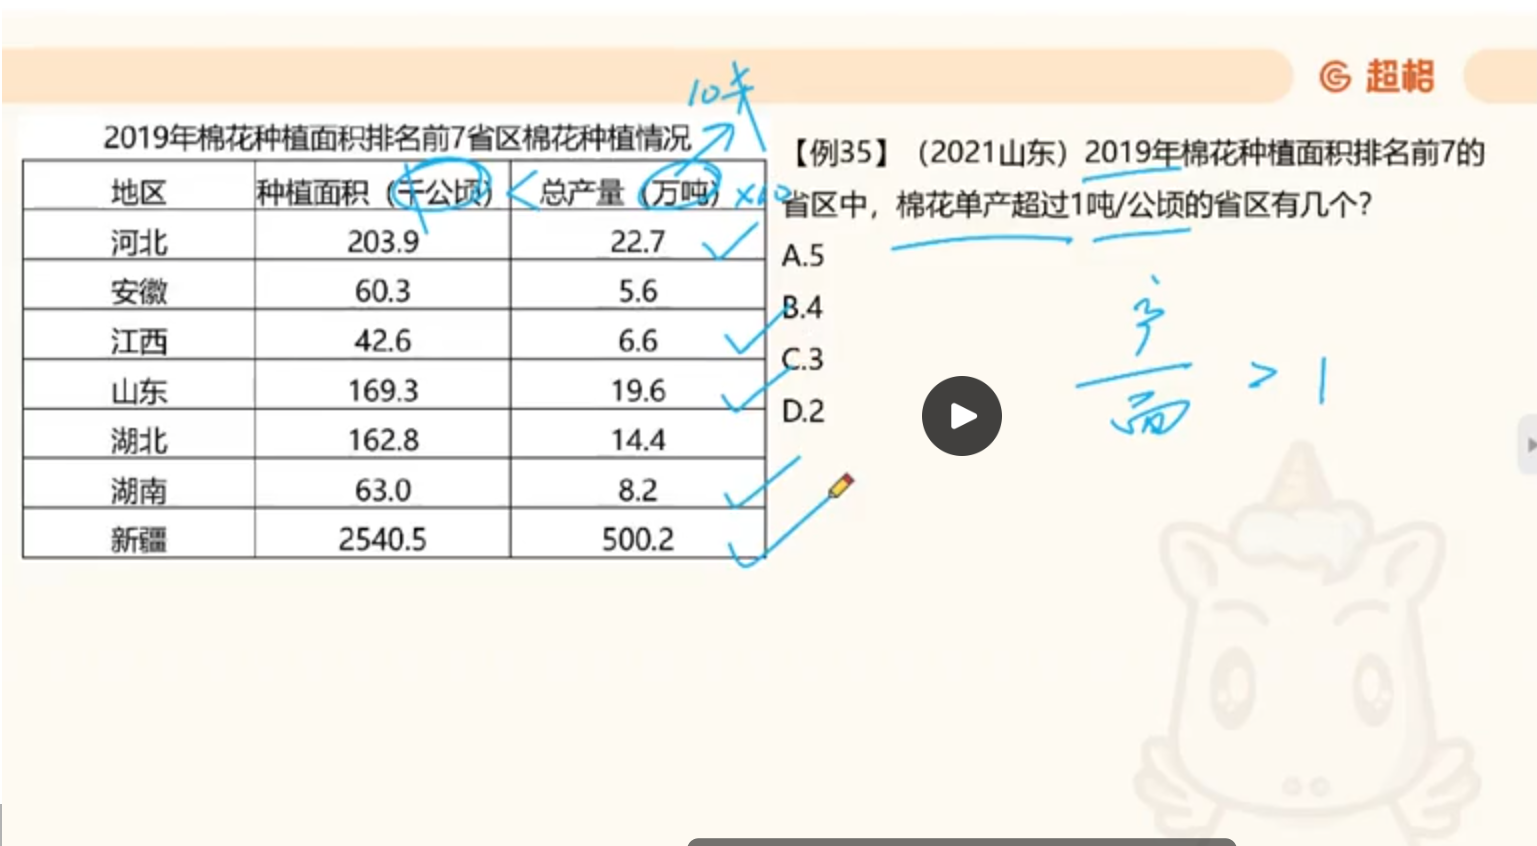 超格
10千
2019年棉花种植面积排名前7省区棉花种植情况
地区 种植面积（千公顷） < 总产量（万吨） ×10
河北 203.9 22.7
安徽 60.3 5.6
江西 42.6 6.6
山东 169.3 19.6
湖北 162.8 14.4
湖南 63.0 8.2
新疆 2540.5 500.2
【例35】（2021山东）2019年棉花种植面积排名前7的
省区中，棉花单产超过1吨/公顷的省区有几个？
A.5
B.4
C.3
D.2
产
面
> 1